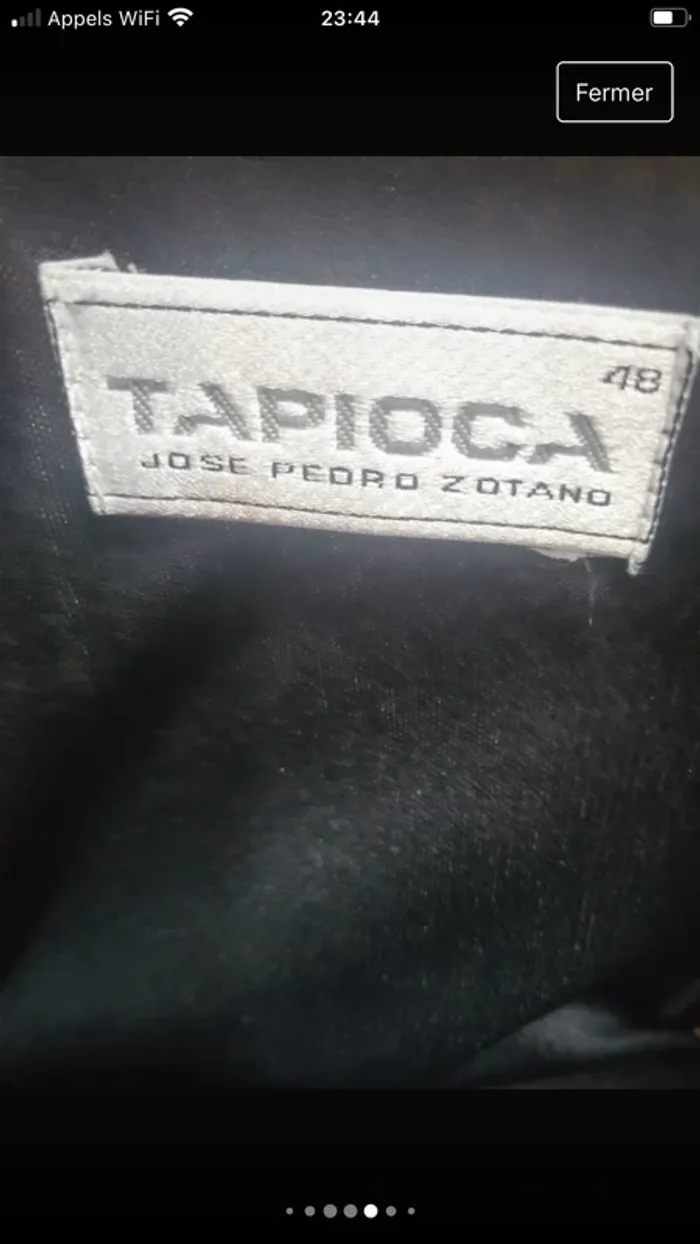 Appels WiFi 23:44
Fermer
48
TAPIOCA
JOSE PEDRO ZOTANO